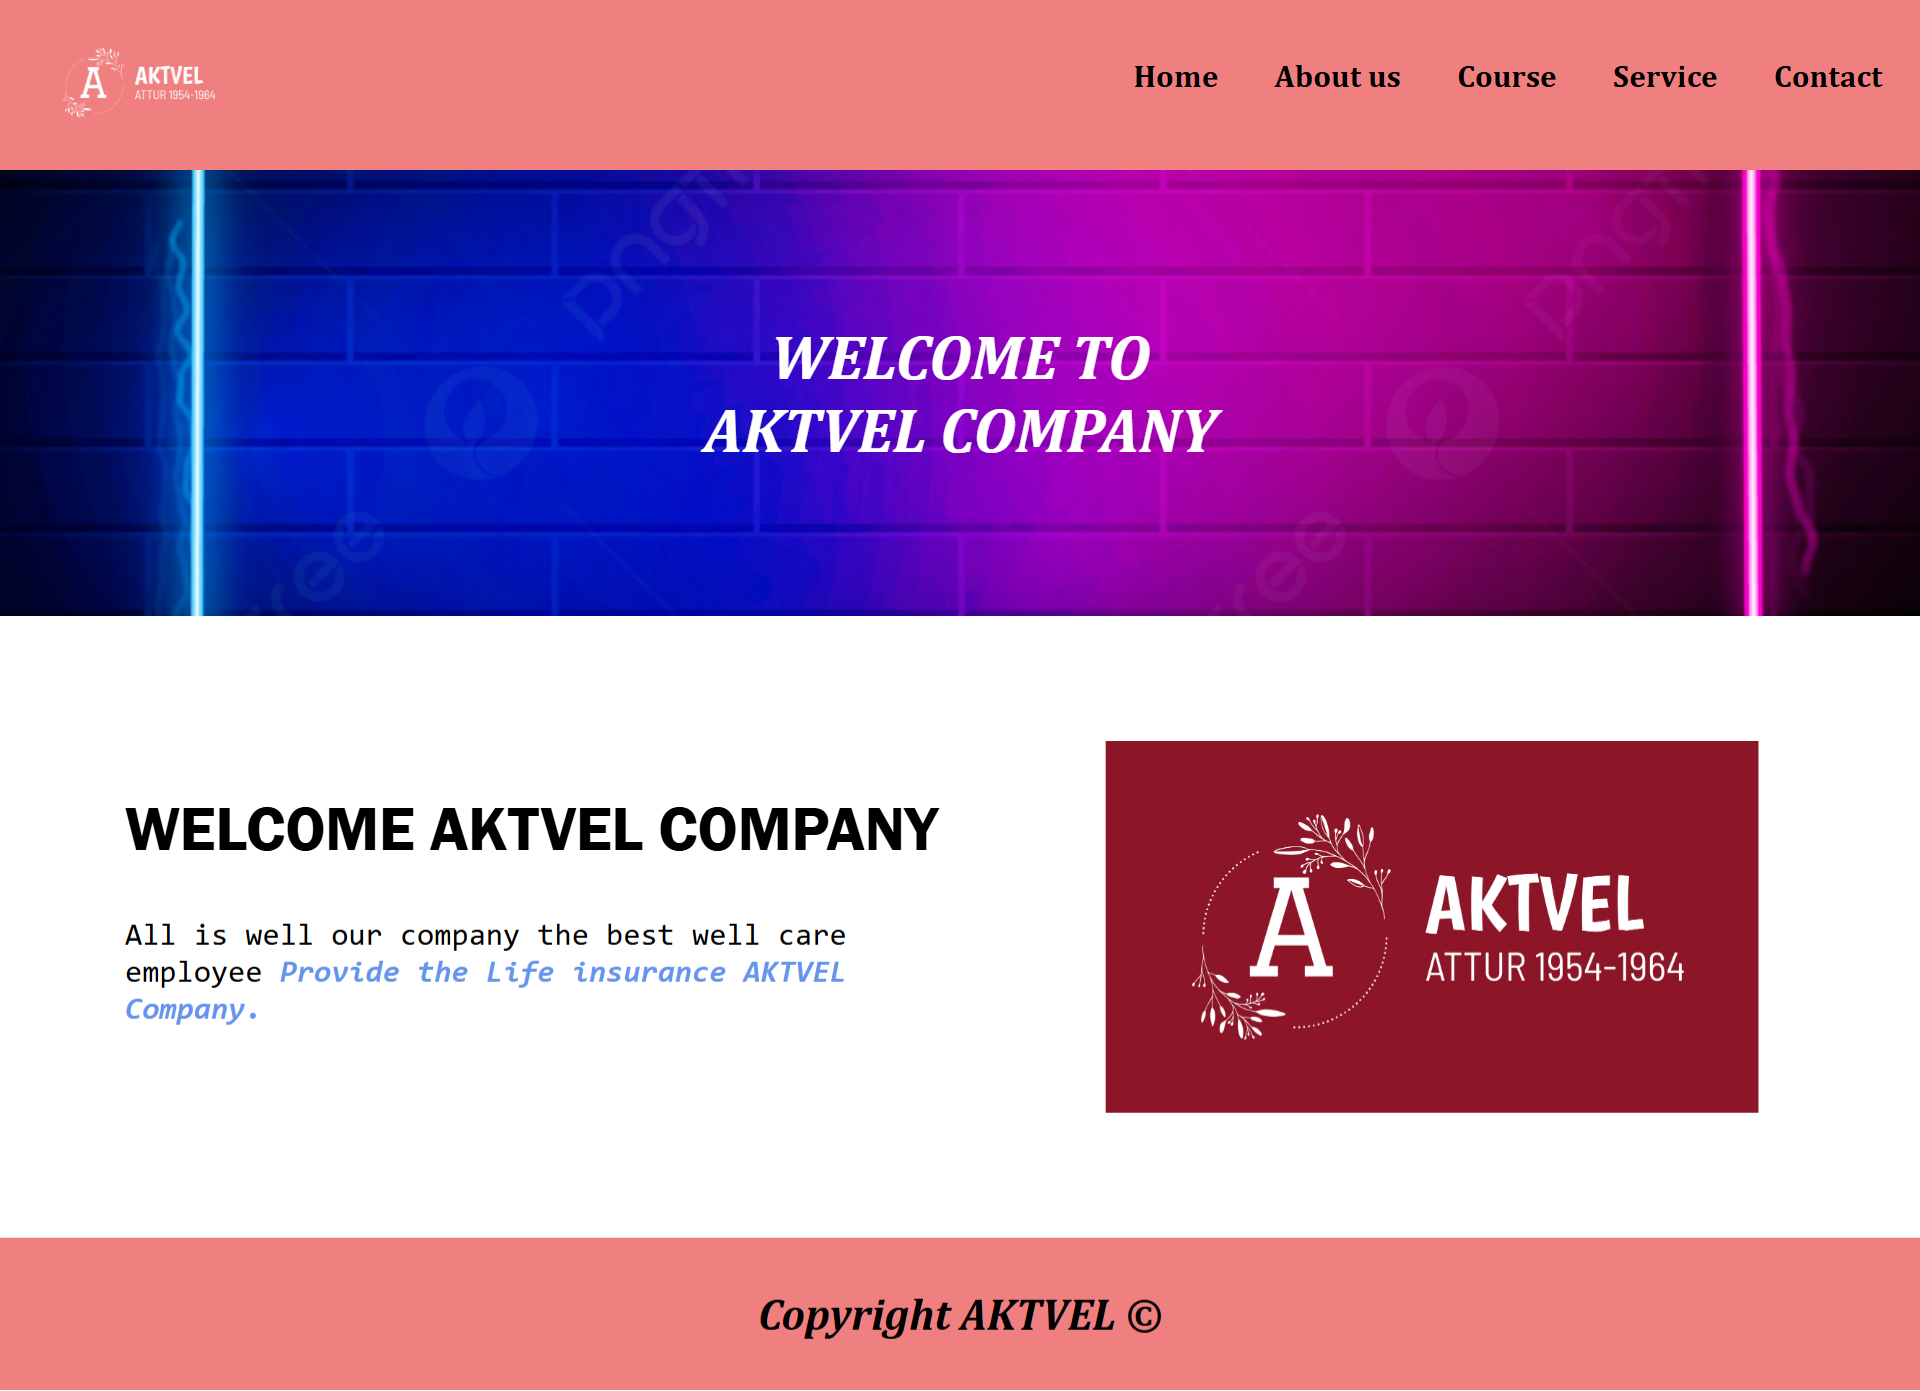 A
AKTVEL
ATTUR 1954-1964
Home About us Course Service Contact
pngtree
WELCOME TO
AKTVEL COMPANY
WELCOME AKTVEL COMPANY
All is well our company the best well care
employee Provide the Life insurance AKTVEL
Company.
A
AKTVEL
ATTUR 1954-1964
Copyright AKTVEL ©